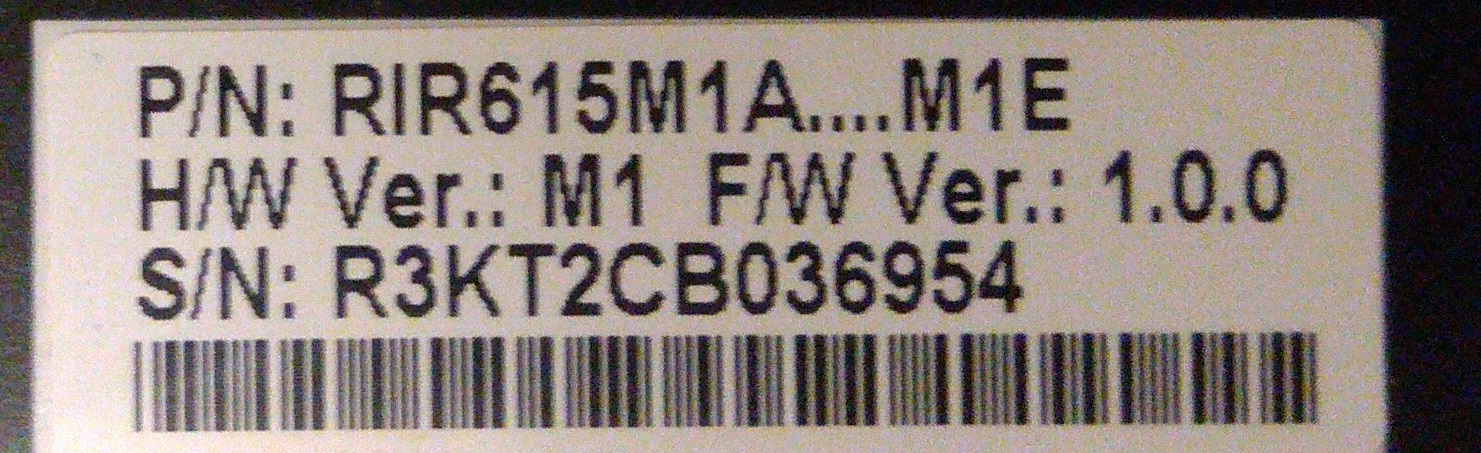 P/N: RIR615M1A....M1E
H/W Ver.: M1 F/W Ver.: 1.0.0
S/N: R3KT2CB036954